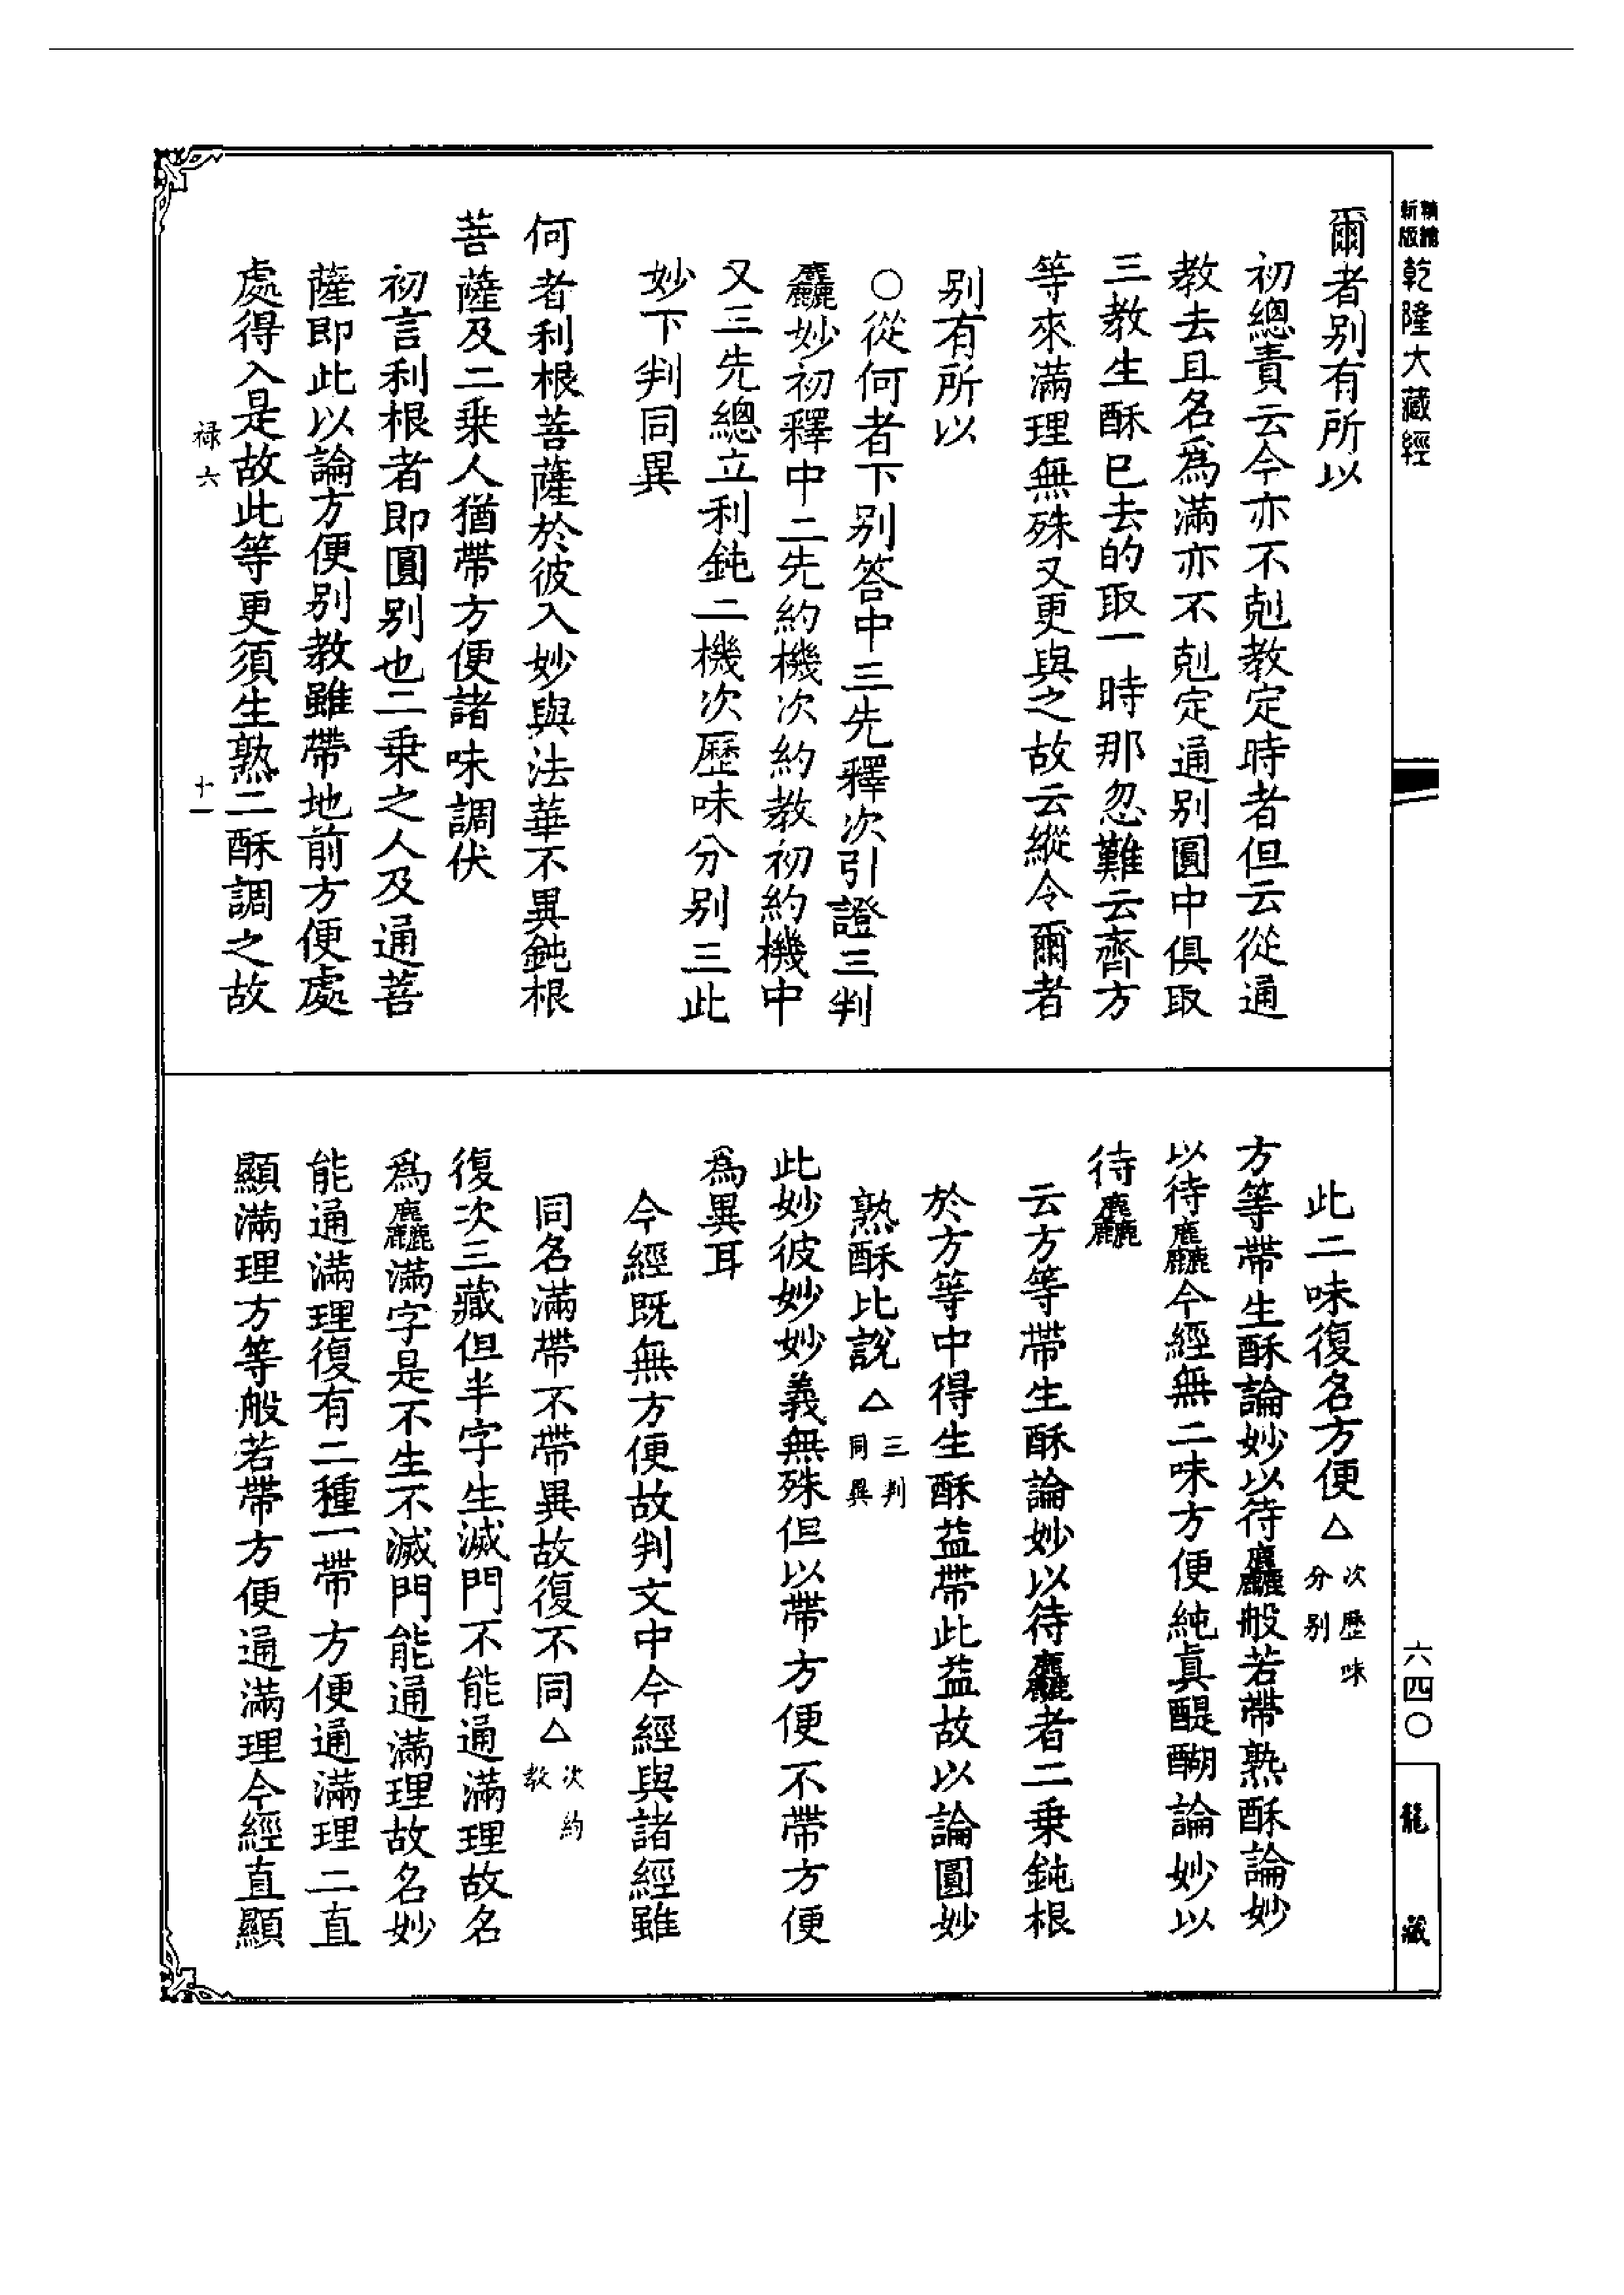 新版
精縮
乾隆大藏經
六四〇
龍藏
爾者別有所以
初總責云今亦不剋教定時者但云從通
教去且名爲滿亦不剋定通別圓中俱取
三教生酥已去的取一時那忽難云齊方
等來滿理無殊又更與之故云縱令爾者
別有所以
〇從何者下別答中三先釋次引證三判
麤妙初釋中二先約機次約教初約機中
又三先總立利鈍二機次歷味分別三此
妙下判同異
何者利根菩薩於彼入妙與法華不異鈍根
菩薩及二乗人猶帶方便諸味調伏
初言利根者即圓別也二乗之人及通菩
薩即此以論方便別教雖帶地前方便處
處得入是故此等更須生熟二酥調之故
祿六
十一
此二味復名方便△次歷味分別
方等帶生酥論妙以待麤般若帶熟酥論妙
以待麤今經無二味方便純真醍醐論妙以
待麤
云方等帶生酥論妙以待麤者二乗鈍根
於方等中得生酥益帶此益故以論圓妙
熟酥比說△三判同異
此妙彼妙妙義無殊但以帶方便不帶方便
爲異耳
今經既無方便故判文中今經與諸經雖
同名滿帶不帶異故復不同△次約教
復次三藏但半字生滅門不能通滿理故名
爲麤滿字是不生不滅門能通滿理故名妙
能通滿理復有二種一帶方便通滿理二直
顯滿理方等般若帶方便通滿理今經直顯